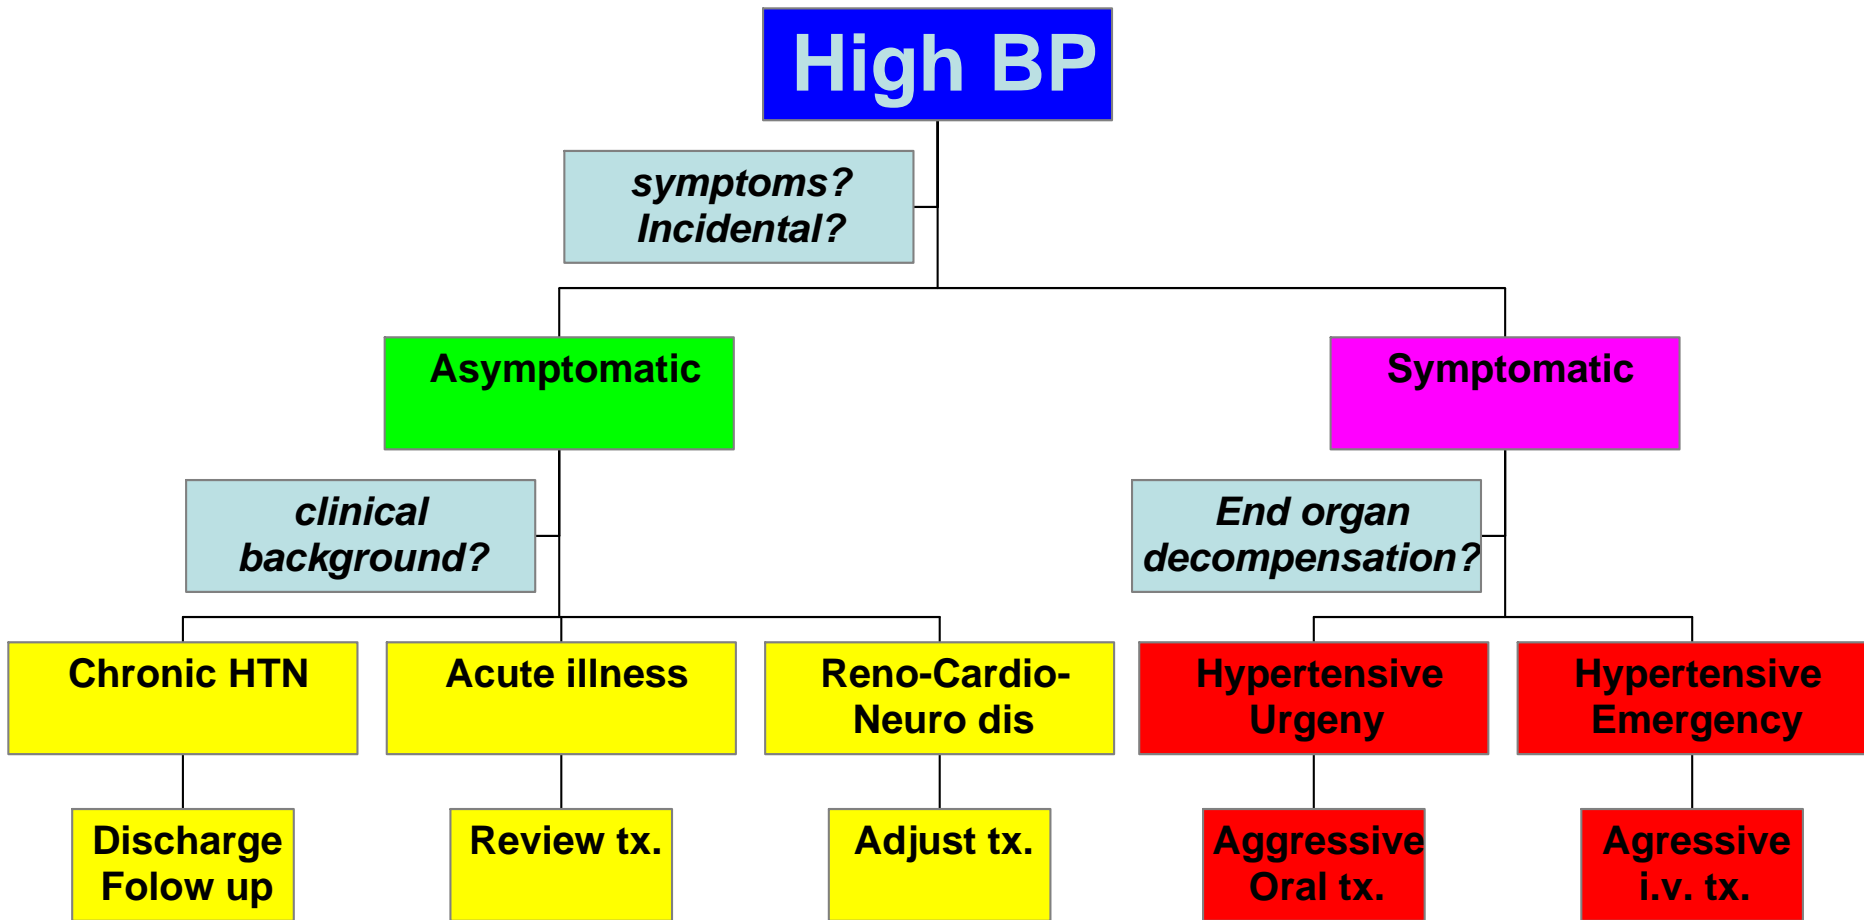 High BP
symptoms?
Incidental?
Asymptomatic
Symptomatic
clinical
background?
End organ
decompensation?
Chronic HTN
Acute illness
Reno-Cardio-
Neuro dis
Hypertensive
Urgeny
Hypertensive
Emergency
Discharge
Folow up
Review tx.
Adjust tx.
Aggressive
Oral tx.
Agressive
i.v. tx.